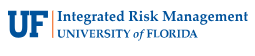 UF Integrated Risk Management
UNIVERSITY of FLORIDA